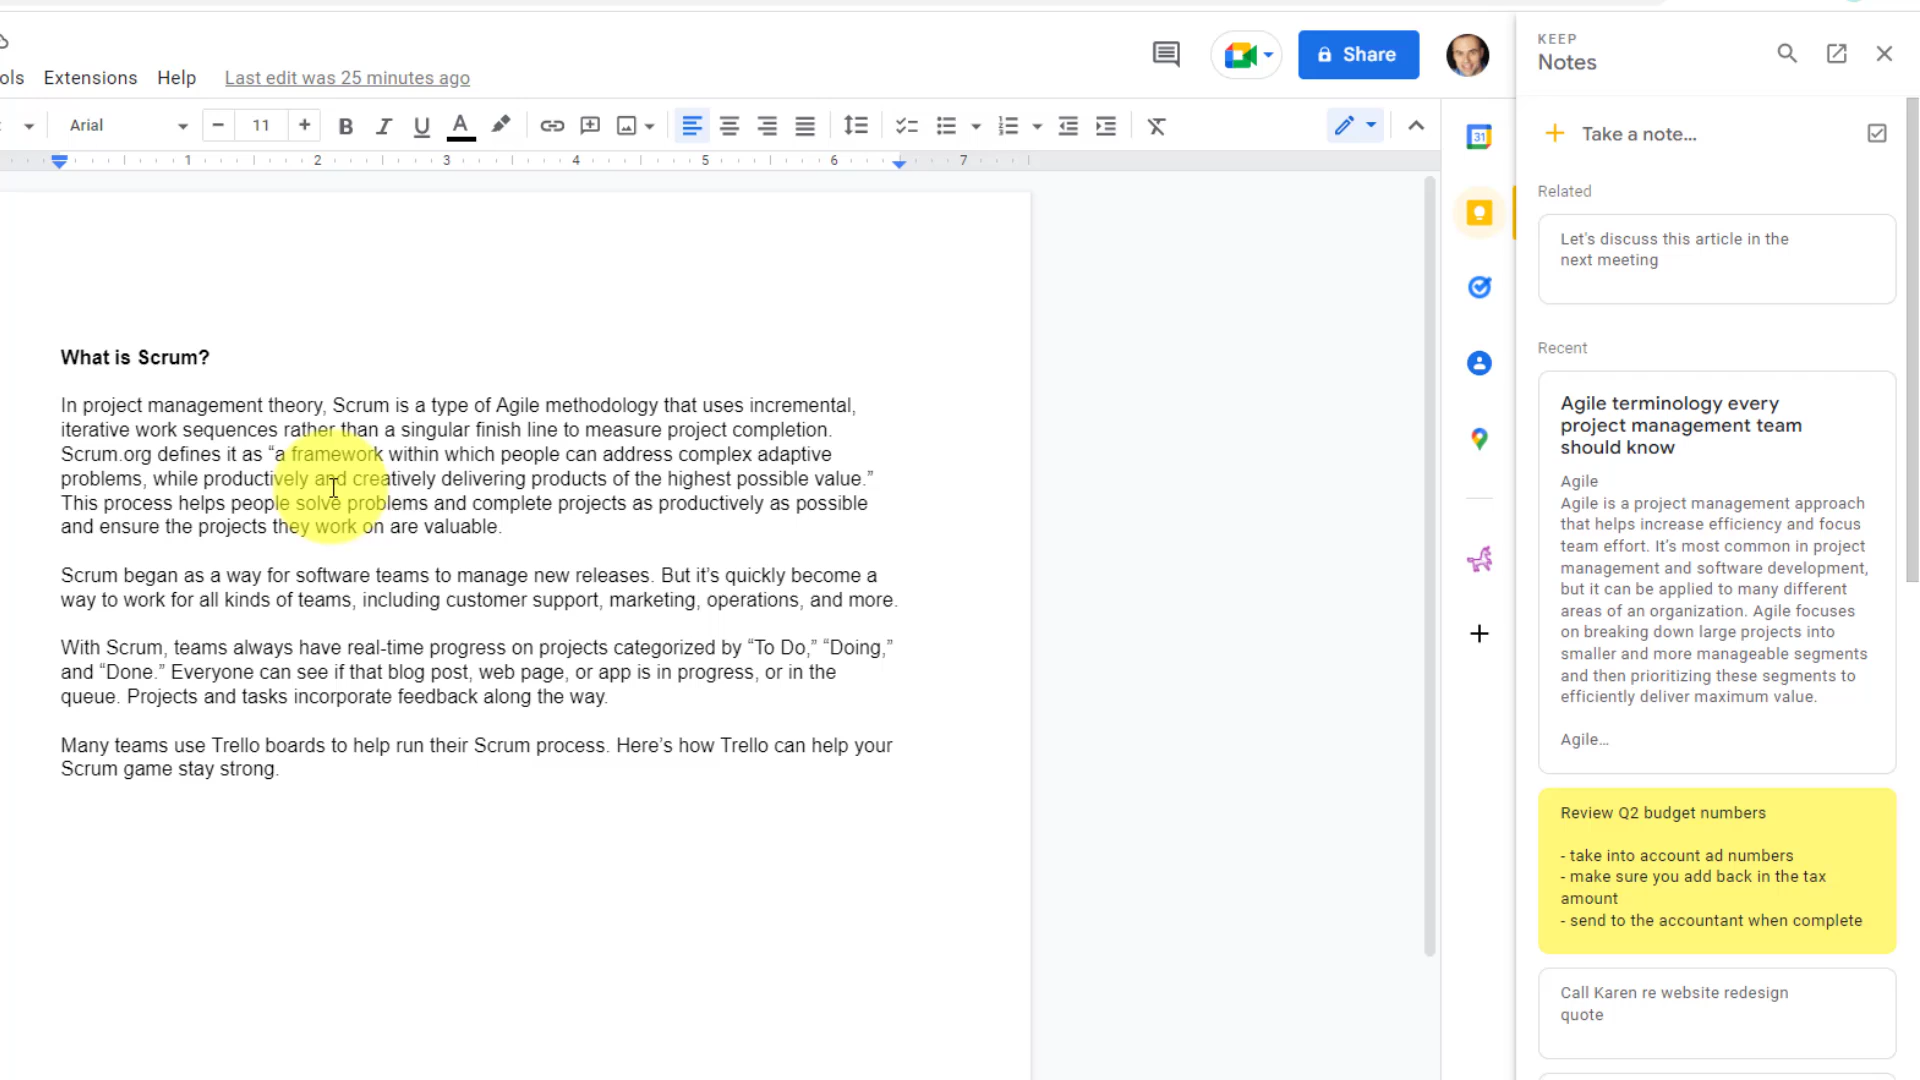 Share
KEEP
Notes
ols Extensions Help Last edit was 25 minutes ago
Arial
11
Take a note...
1 2 3 4 5 6 7
31
Related
Let's discuss this article in the
next meeting
Recent
What is Scrum?
In project management theory, Scrum is a type of Agile methodology that uses incremental,
iterative work sequences rather than a singular finish line to measure project completion.
Scrum.org defines it as “a framework within which people can address complex adaptive
problems, while productively and creatively delivering products of the highest possible value.”
This process helps people solve problems and complete projects as productively as possible
and ensure the projects they work on are valuable.
Scrum began as a way for software teams to manage new releases. But it’s quickly become a
way to work for all kinds of teams, including customer support, marketing, operations, and more.
With Scrum, teams always have real-time progress on projects categorized by “To Do,” “Doing,”
and “Done.” Everyone can see if that blog post, web page, or app is in progress, or in the
queue. Projects and tasks incorporate feedback along the way.
Many teams use Trello boards to help run their Scrum process. Here’s how Trello can help your
Scrum game stay strong.
Agile terminology every
project management team
should know
Agile
Agile is a project management approach
that helps increase efficiency and focus
team effort. It’s most common in project
management and software development,
but it can be applied to many different
areas of an organization. Agile focuses
on breaking down large projects into
smaller and more manageable segments
and then prioritizing these segments to
efficiently deliver maximum value.
Agile...
Review Q2 budget numbers
- take into account ad numbers
- make sure you add back in the tax
amount
- send to the accountant when complete
Call Karen re website redesign
quote